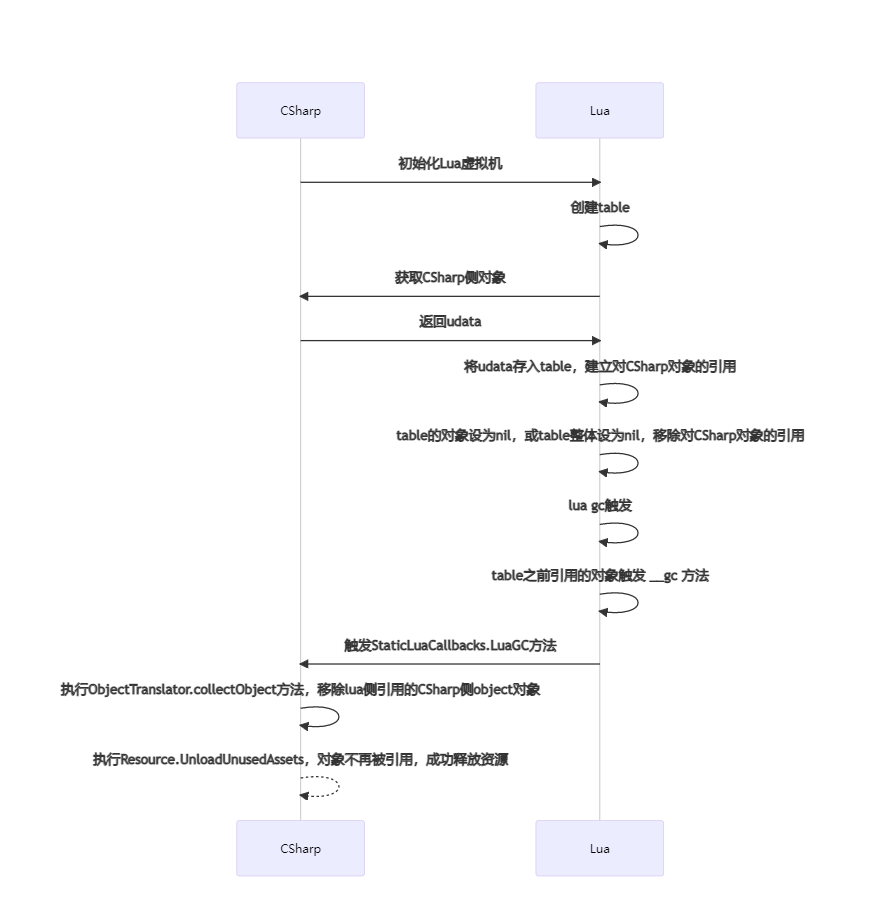 CSharp
Lua
初始化Lua虚拟机
创建table
获取CSharp侧对象
返回udata
将udata存入table，建立对CSharp对象的引用
table的对象设为nil，或table整体设为nil，移除对CSharp对象的引用
lua gc触发
table之前引用的对象触发 __gc 方法
触发StaticLuaCallbacks.LuaGC方法
执行ObjectTranslator.collectObject方法，移除lua侧引用的CSharp侧object对象
执行Resource.UnloadUnusedAssets，对象不再被引用，成功释放资源
CSharp
Lua